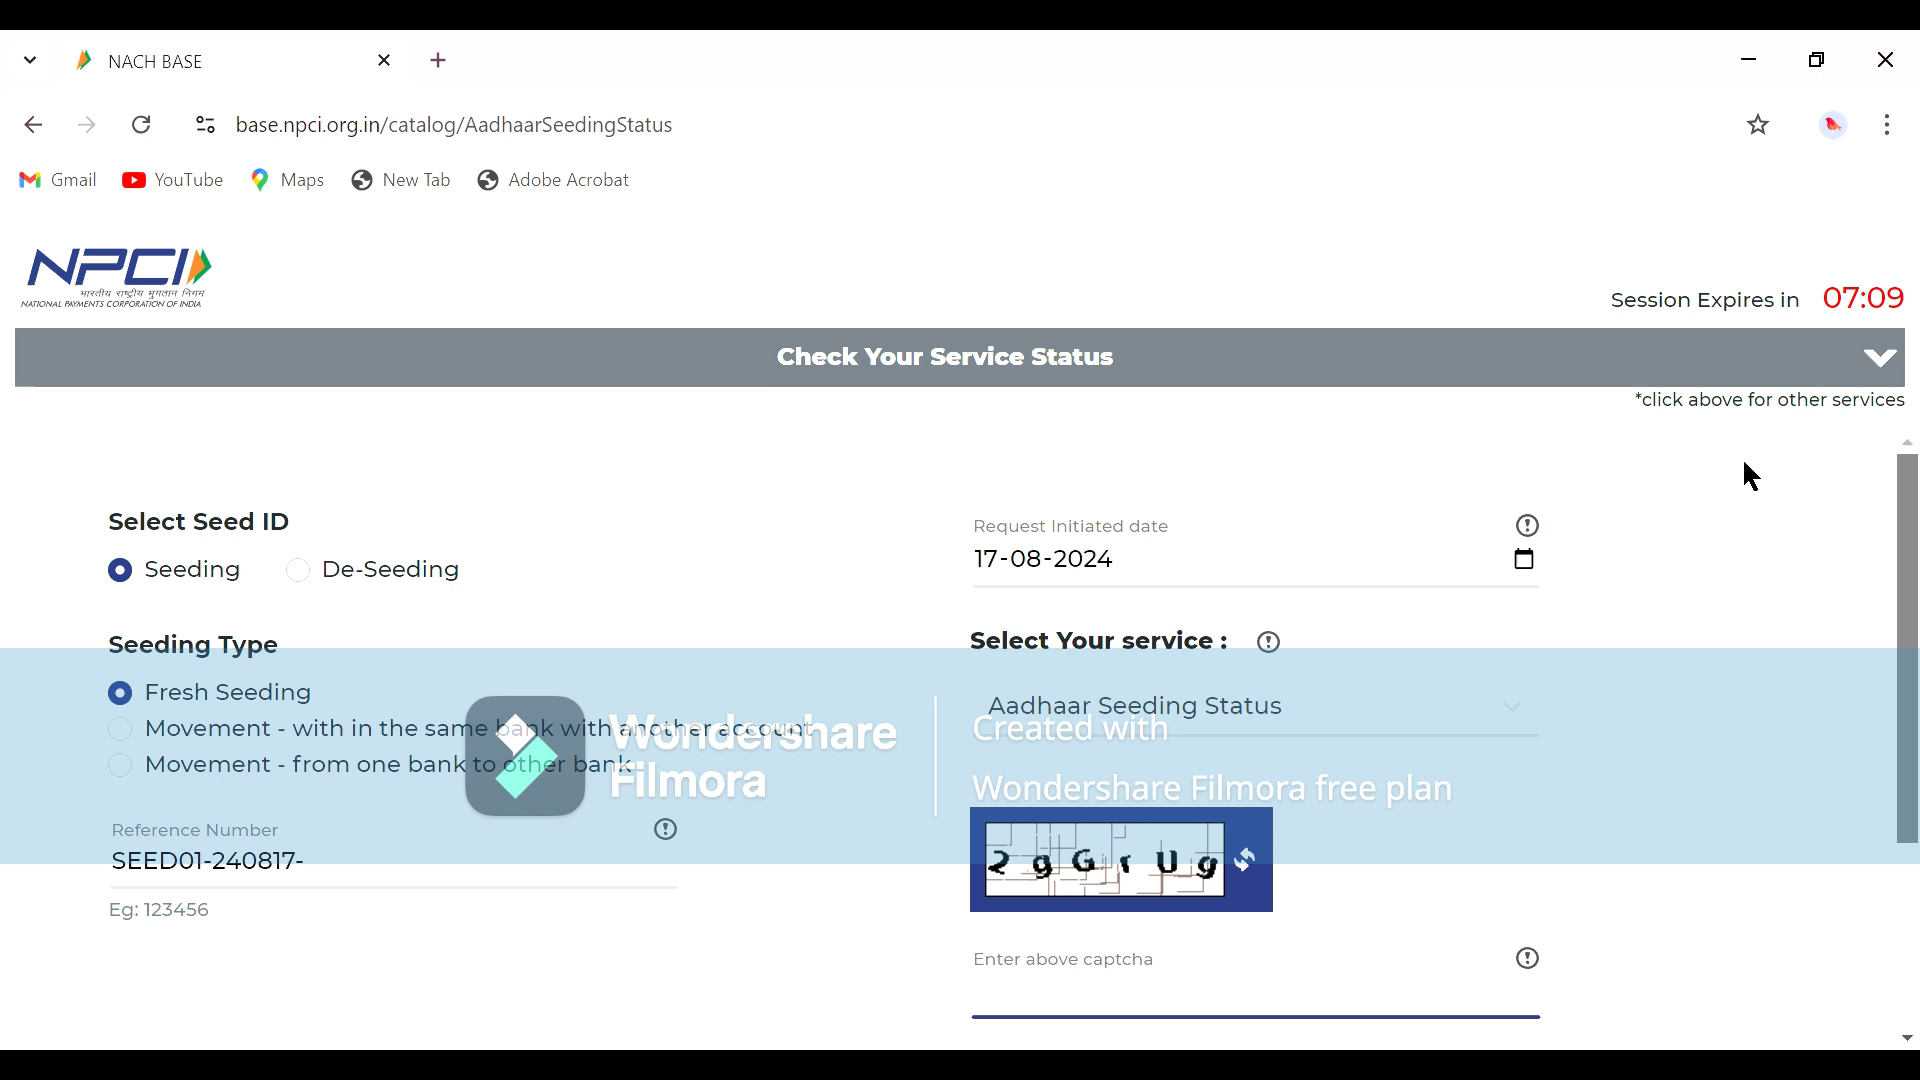 NACH BASE
base.npci.org.in/catalog/AadhaarSeedingStatus
Gmail YouTube Maps New Tab Adobe Acrobat
NPCI
भारतीय राष्ट्रीय भुगतान निगम
NATIONAL PAYMENTS CORPORATION OF INDIA
Session Expires in 07:09
Check Your Service Status
*click above for other services
Select Seed ID
Seeding De-Seeding
Request Initiated date
17-08-2024
Seeding Type
Select Your service :
Fresh Seeding
Aadhaar Seeding Status
Movement - with in the same bank with another account
Movement - from one bank to other bank
Wondershare
Filmora
Created with
Wondershare Filmora free plan
Reference Number
SEED01-240817-
Eg: 123456
2gGrUg
Enter above captcha